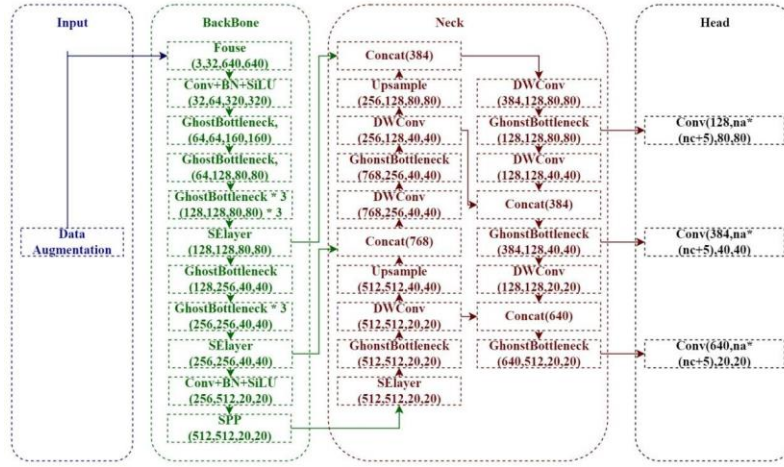 Input
Data
Augmentation
BackBone
Fouse
(3,32,640,640)
Conv+BN+SiLU
(32,64,320,320)
GhostBottleneck,
(64,64,160,160)
GhostBottleneck,
(64,128,80,80)
GhostBottleneck * 3
(128,128,80,80) * 3
SElayer
(128,128,80,80)
GhostBottleneck
(128,256,40,40)
GhostBottleneck * 3
(256,256,40,40)
SElayer
(256,256,40,40)
Conv+BN+SiLU
(256,512,20,20)
SPP
(512,512,20,20)
Neck
Concat(384)
Upsample
(256,128,80,80)
DWConv
(256,128,40,40)
GhonstBottleneck
(768,256,40,40)
DWConv
(768,256,40,40)
Concat(768)
Upsample
(512,512,40,40)
DWConv
(512,512,20,20)
GhonstBottleneck
(512,512,20,20)
SElayer
(512,512,20,20)
DWConv
(384,128,80,80)
GhonstBottleneck
(128,128,80,80)
DWConv
(128,128,40,40)
Concat(384)
GhonstBottleneck
(384,128,40,40)
DWConv
(128,128,20,20)
Concat(640)
GhonstBottleneck
(640,512,20,20)
Head
Conv(128,na*
(nc+5),80,80)
Conv(384,na*
(nc+5),40,40)
Conv(640,na*
(nc+5),20,20)